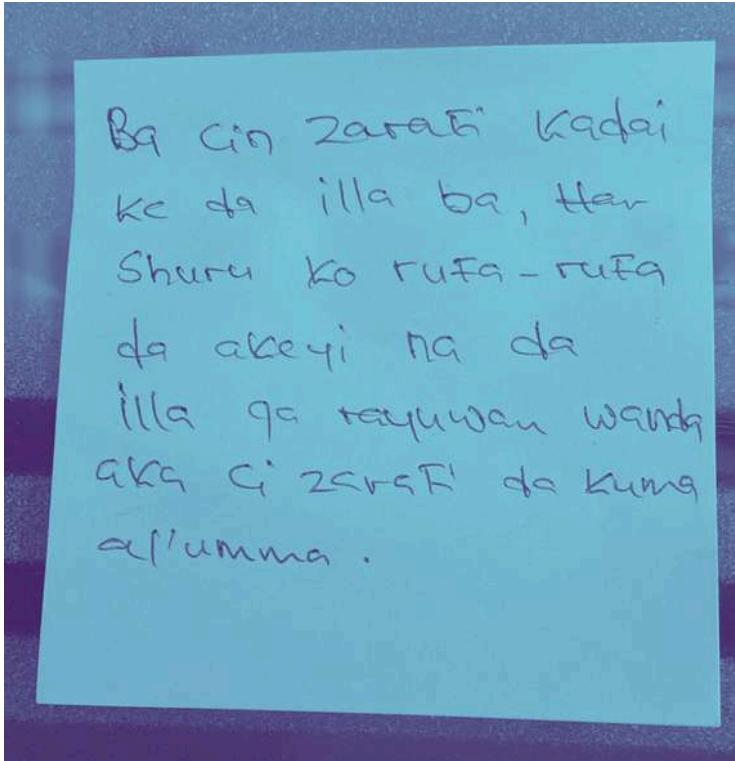 Ba cin zarafi kadai
ke da illa ba, Har
Shuru ko rufa-rufa
da akeyi na da
illa ga rayuwan wanda
aka ci zarafi da kuma
al'umma.